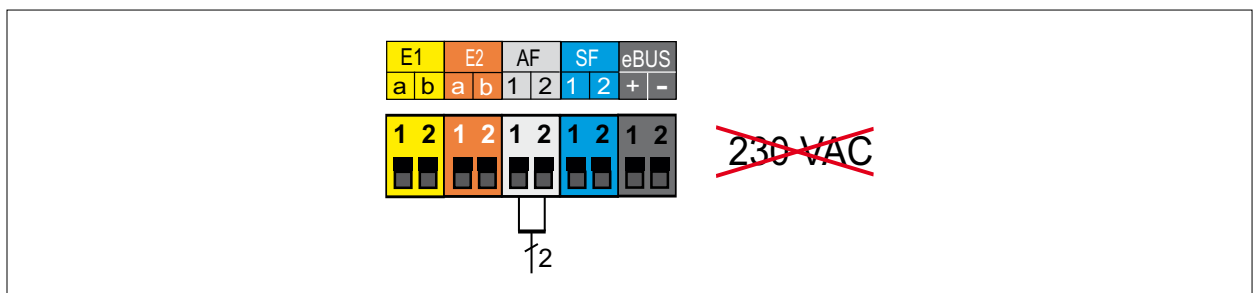 E1 E2 AF SF eBUS
a b a b 1 2 1 2 + -
1 2 1 2 1 2 1 2 1 2
230 VAC
2